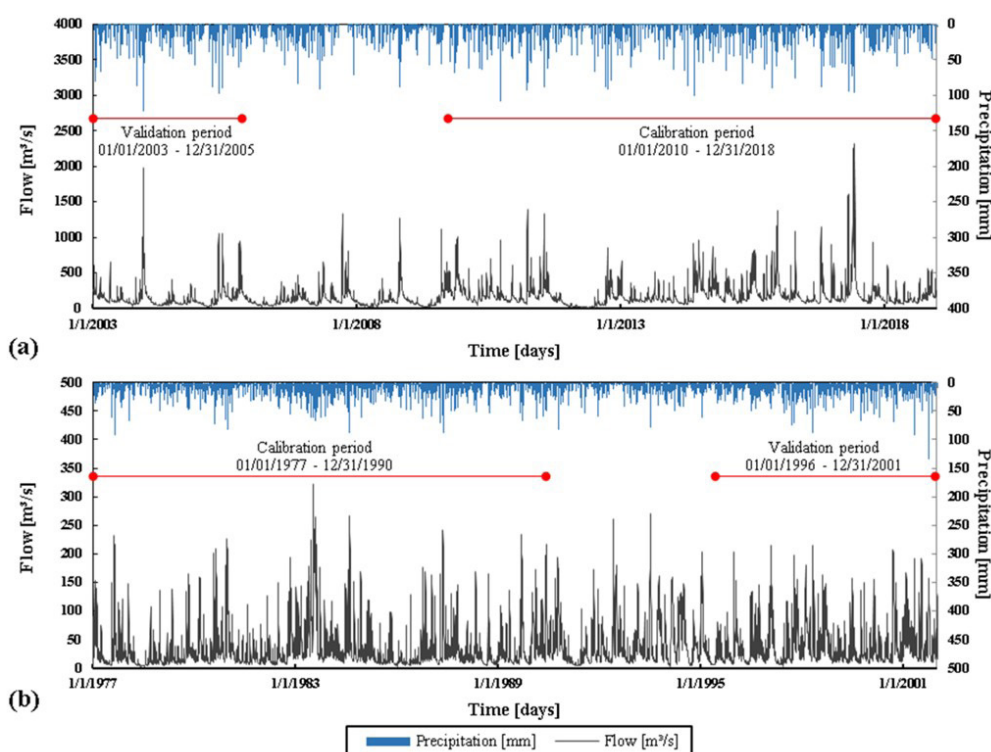 4000
3500
3000
2500
2000
1500
1000
500
0
Flow [m³/s]
Validation period
01/01/2003 - 12/31/2005
Calibration period
01/01/2010 - 12/31/2018
0
50
100
150
200
250
300
350
400
Precipitation [mm]
1/1/2003
1/1/2008
1/1/2013
1/1/2018
(a)
Time [days]
500
450
400
350
300
250
200
150
100
50
0
Flow [m³/s]
Calibration period
01/01/1977 - 12/31/1990
Validation period
01/01/1996 - 12/31/2001
0
50
100
150
200
250
300
350
400
450
500
Precipitation [mm]
1/1/1977
1/1/1983
1/1/1989
1/1/1995
1/1/2001
(b)
Time [days]
Precipitation [mm]
Flow [m³/s]